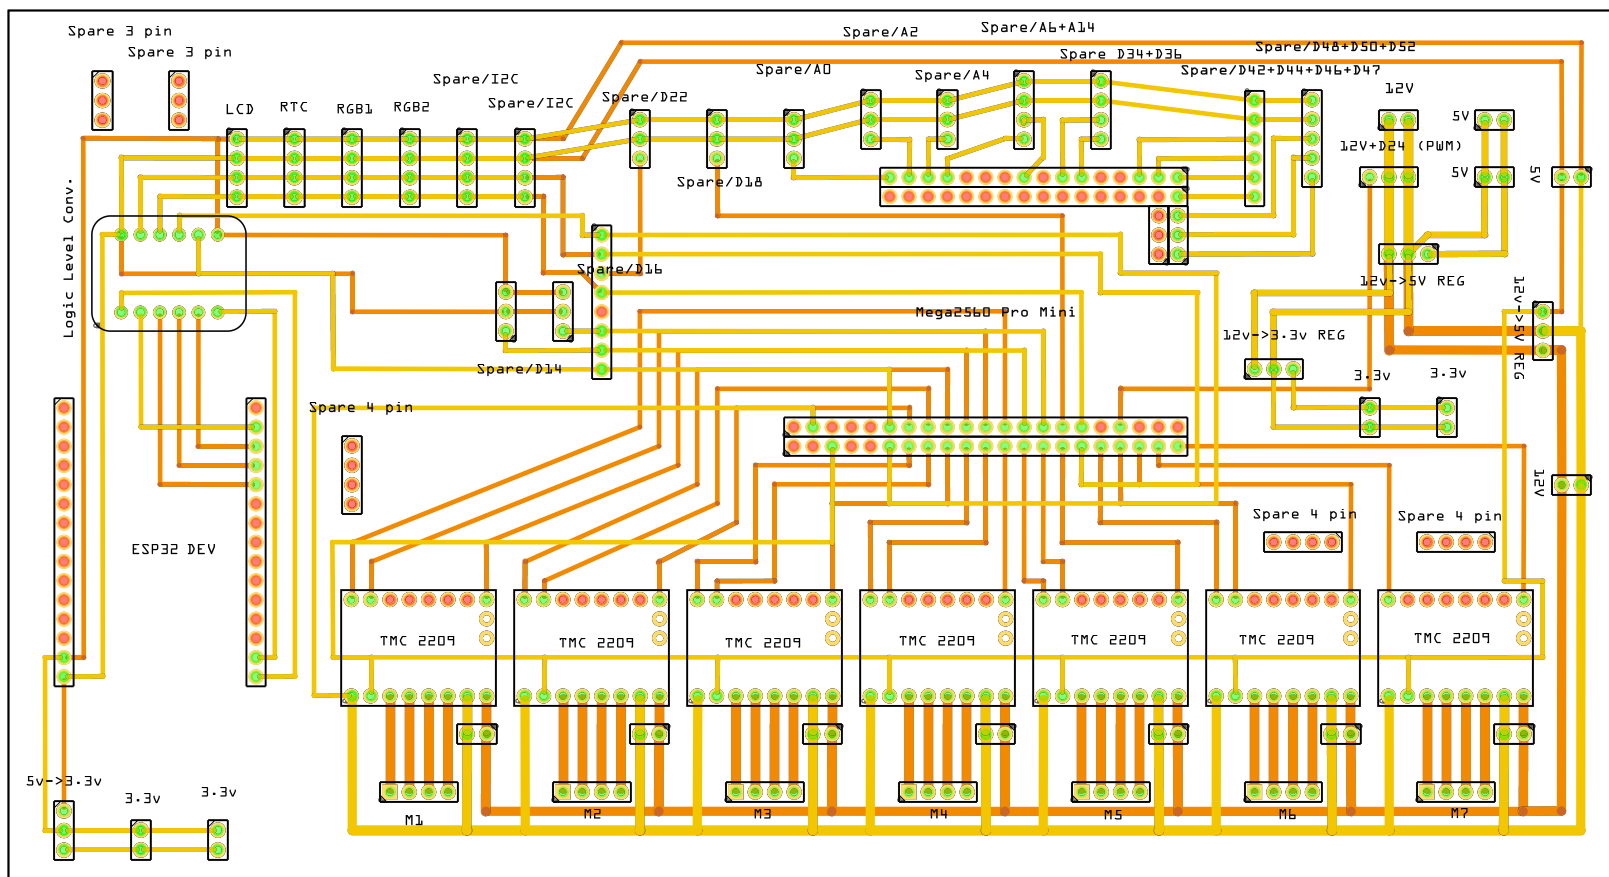 Spare 3 pin
Spare 3 pin
Spare/A2
Spare/A6+A14
Spare D34+D36
Spare/D48+D50+D52
Spare/I2C
Spare/A0
Spare/A4
Spare/D42+D44+D46+D47
LCD
RTC
RGB1
RGB2
Spare/I2C
Spare/D22
12V
5V
12V+D24 (PWM)
5V
5V
Spare/D18
Logic Level Conv.
Spare/D16
12v->5V REG
12v->5V REG
Mega2560 Pro Mini
12v->3.3v REG
Spare/D14
3.3v
3.3v
Spare 4 pin
12V
Spare 4 pin
Spare 4 pin
ESP32 DEV
TMC 2209
TMC 2209
TMC 2209
TMC 2209
TMC 2209
TMC 2209
TMC 2209
5v->3.3v
3.3v
3.3v
M1
M2
M3
M4
M5
M6
M7